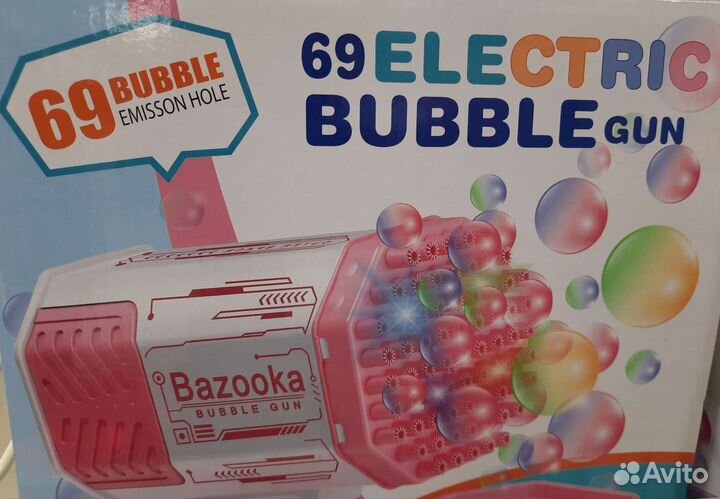 69 BUBBLE
EMISSON HOLE
69 ELECTRIC
BUBBLE GUN
Bazooka
BUBBLE GUN
Avito